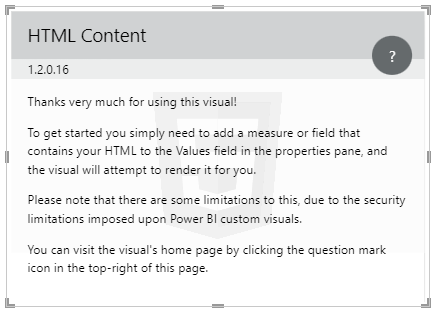 HTML Content
?
1.2.0.16
Thanks very much for using this visual!
To get started you simply need to add a measure or field that
contains your HTML to the Values field in the properties pane, and
the visual will attempt to render it for you.
Please note that there are some limitations to this, due to the security
limitations imposed upon Power BI custom visuals.
You can visit the visual's home page by clicking the question mark
icon in the top-right of this page.